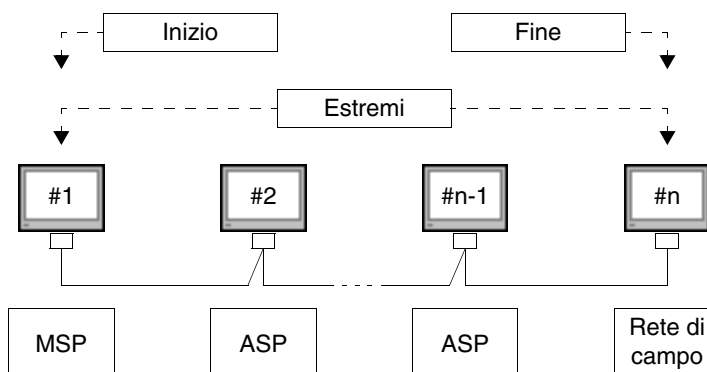 Inizio
Fine
Estremi
#1
#2
#n-1
#n
MSP
ASP
ASP
Rete di
campo